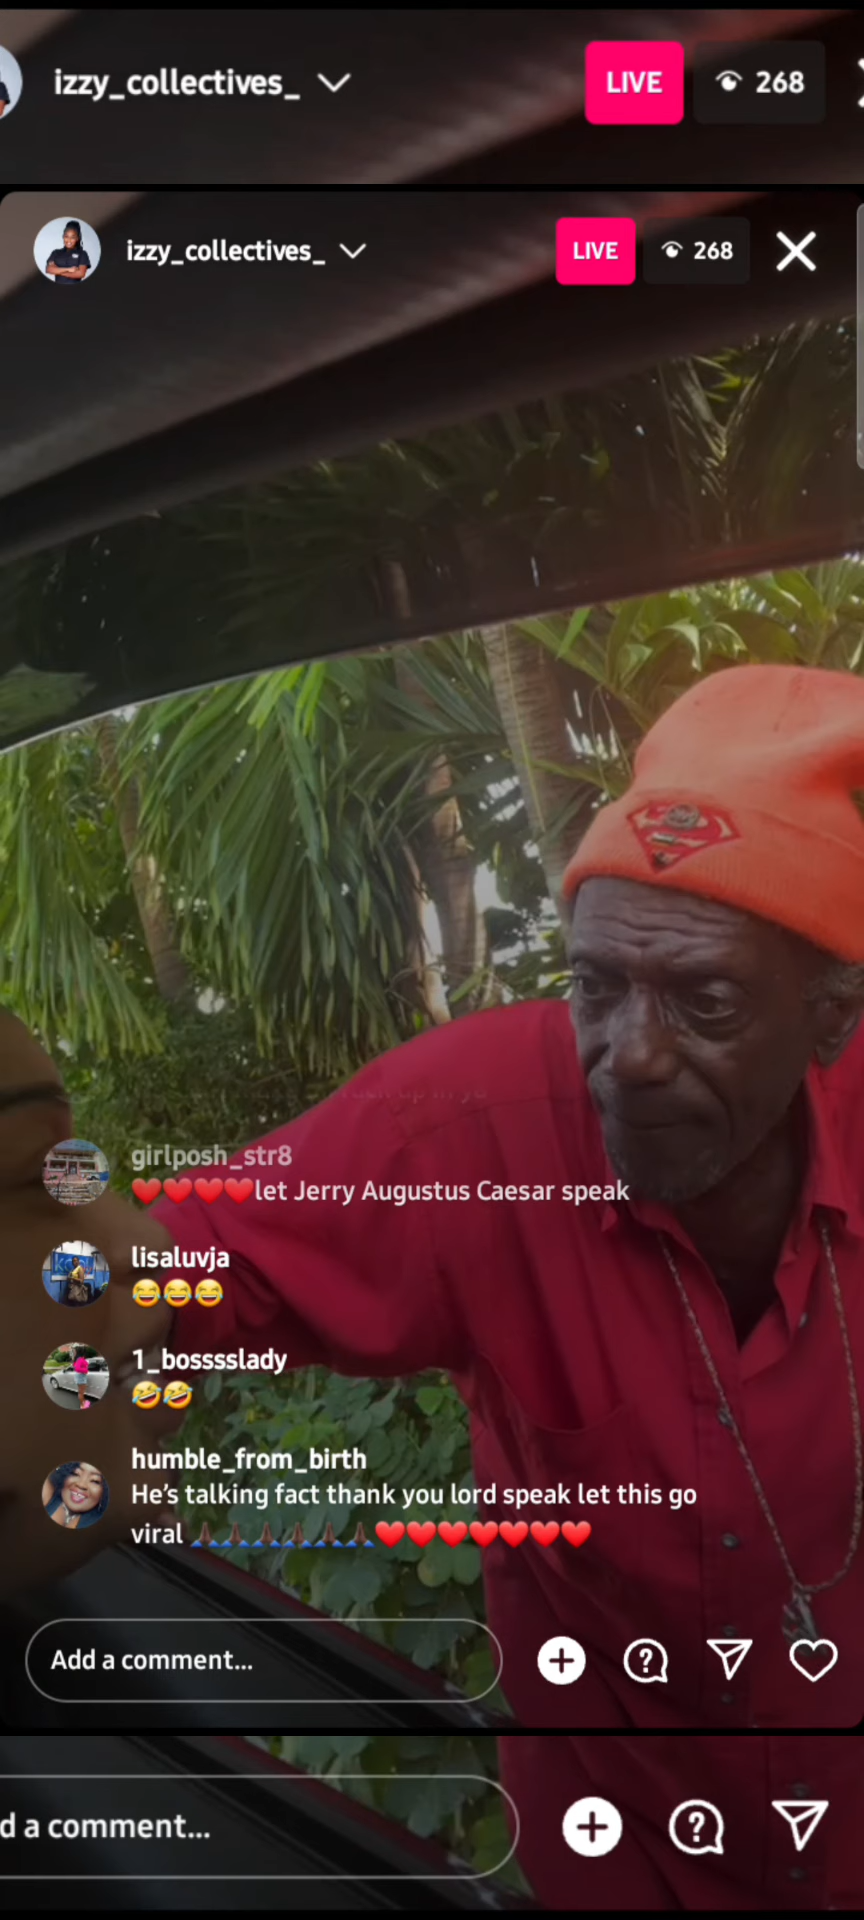 izzy_collectives_
LIVE
268
izzy_collectives_
LIVE
268
girlposh_str8
❤️❤️❤️❤️let Jerry Augustus Caesar speak
lisaluvja
😂😂😂
1_bosssslady
🤣🤣
humble_from_birth
He's talking fact thank you lord speak let this go
viral 🙏🏿🙏🏿🙏🏿🙏🏿🙏🏿🙏🏿❤️❤️❤️❤️❤️❤️❤️
Add a comment...
d a comment...